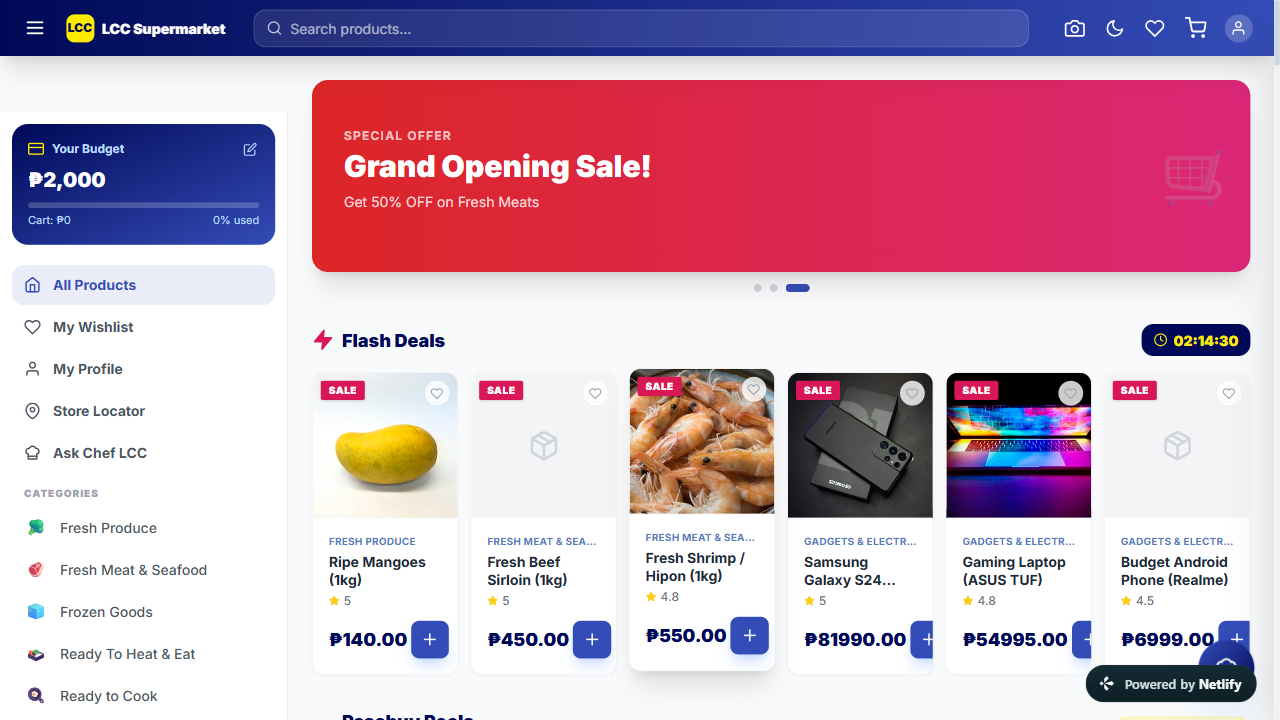 LCC
LCC Supermarket
Search products...
Your Budget
₱2,000
Cart: ₱0
0% used
All Products
My Wishlist
My Profile
Store Locator
Ask Chef LCC
CATEGORIES
Fresh Produce
Fresh Meat & Seafood
Frozen Goods
Ready To Heat & Eat
Ready to Cook
SPECIAL OFFER
Grand Opening Sale!
Get 50% OFF on Fresh Meats
Flash Deals
02:14:30
SALE
FRESH PRODUCE
Ripe Mangoes
(1kg)
5
₱140.00
SALE
FRESH MEAT & SEA...
Fresh Beef
Sirloin (1kg)
5
₱450.00
SALE
FRESH MEAT & SEA...
Fresh Shrimp /
Hipon (1kg)
4.8
₱550.00
SALE
GADGETS & ELECTR...
Samsung
Galaxy S24...
5
₱81990.00
SALE
GADGETS & ELECTR...
Gaming Laptop
(ASUS TUF)
4.8
₱54995.00
SALE
GADGETS & ELECTR...
Budget Android
Phone (Realme)
4.5
₱6999.00
Powered by Netlify